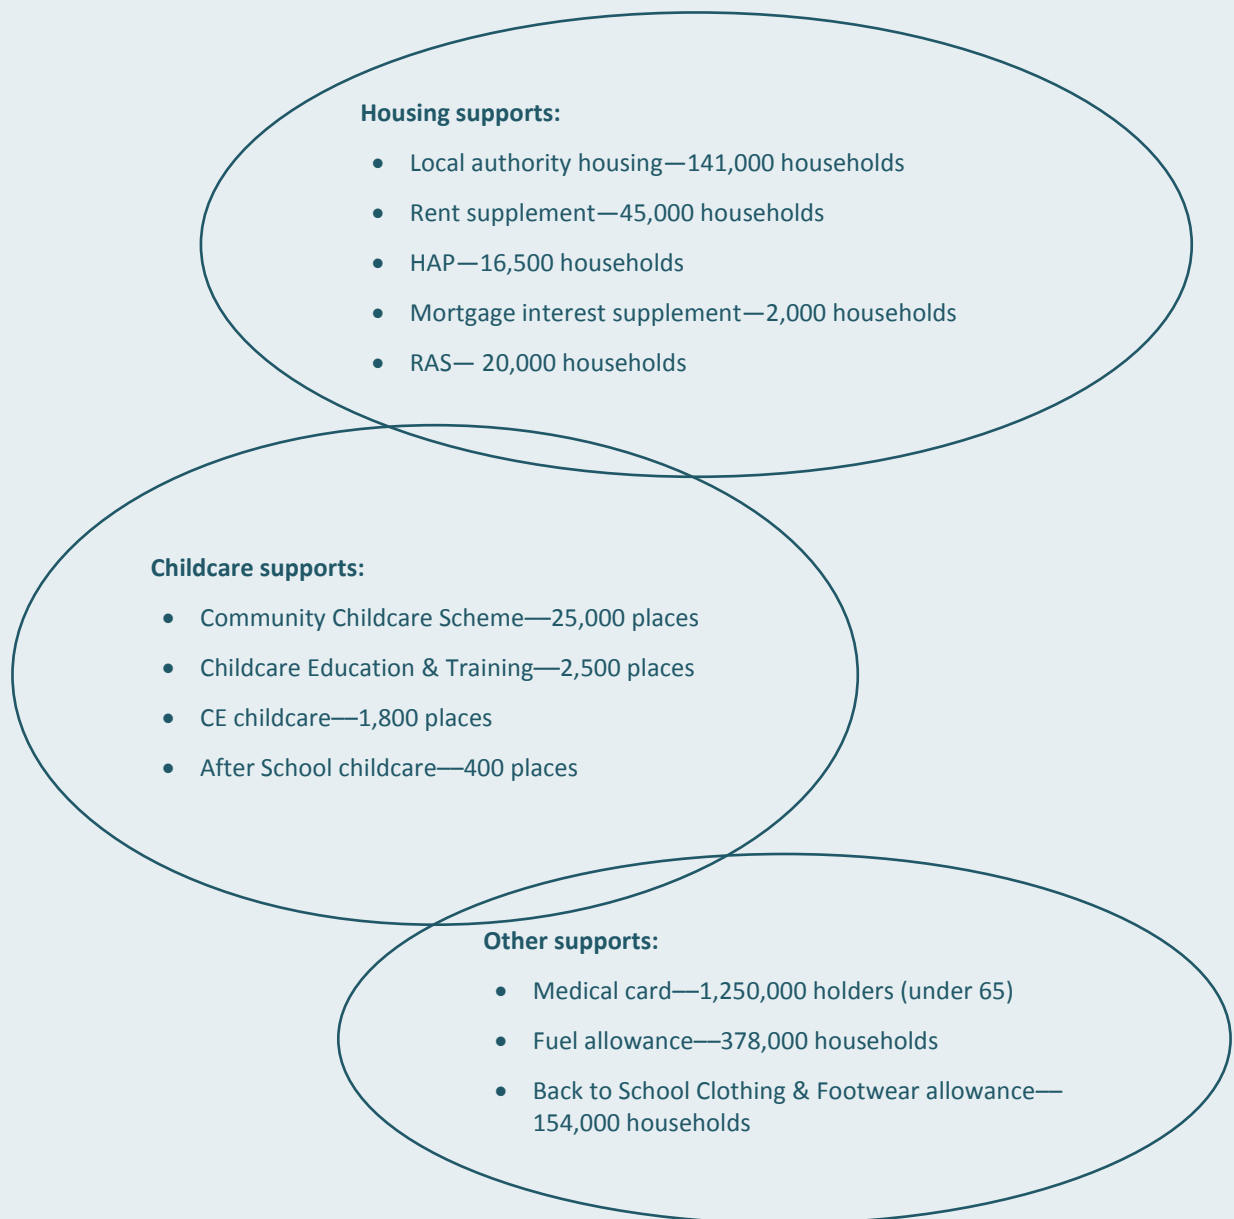 Housing supports:
• Local authority housing—141,000 households
• Rent supplement—45,000 households
• HAP—16,500 households
• Mortgage interest supplement—2,000 households
• RAS— 20,000 households
Childcare supports:
• Community Childcare Scheme—25,000 places
• Childcare Education & Training—2,500 places
• CE childcare—1,800 places
• After School childcare—400 places
Other supports:
• Medical card—1,250,000 holders (under 65)
• Fuel allowance—378,000 households
• Back to School Clothing & Footwear allowance—
154,000 households